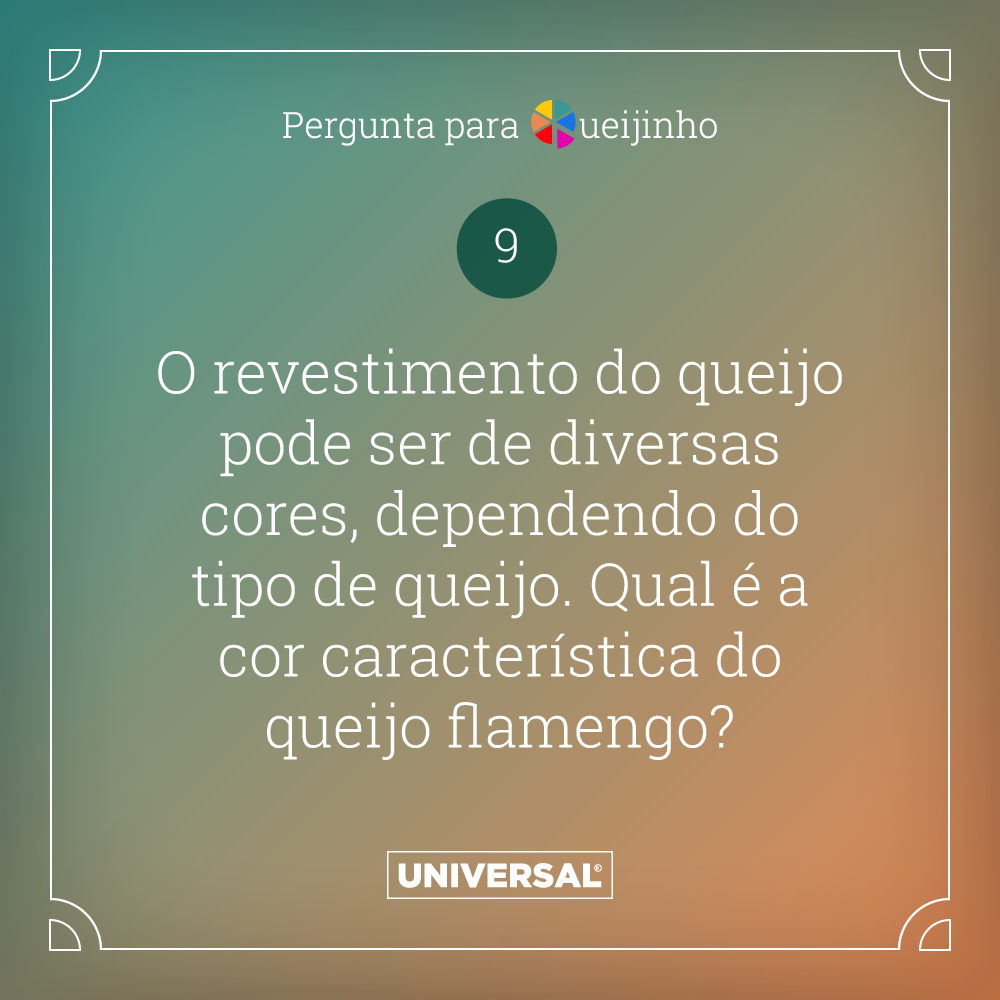 Pergunta para ueijinho
9
O revestimento do queijo
pode ser de diversas
cores, dependendo do
tipo de queijo. Qual é a
cor característica do
queijo flamengo?
UNIVERSAL®